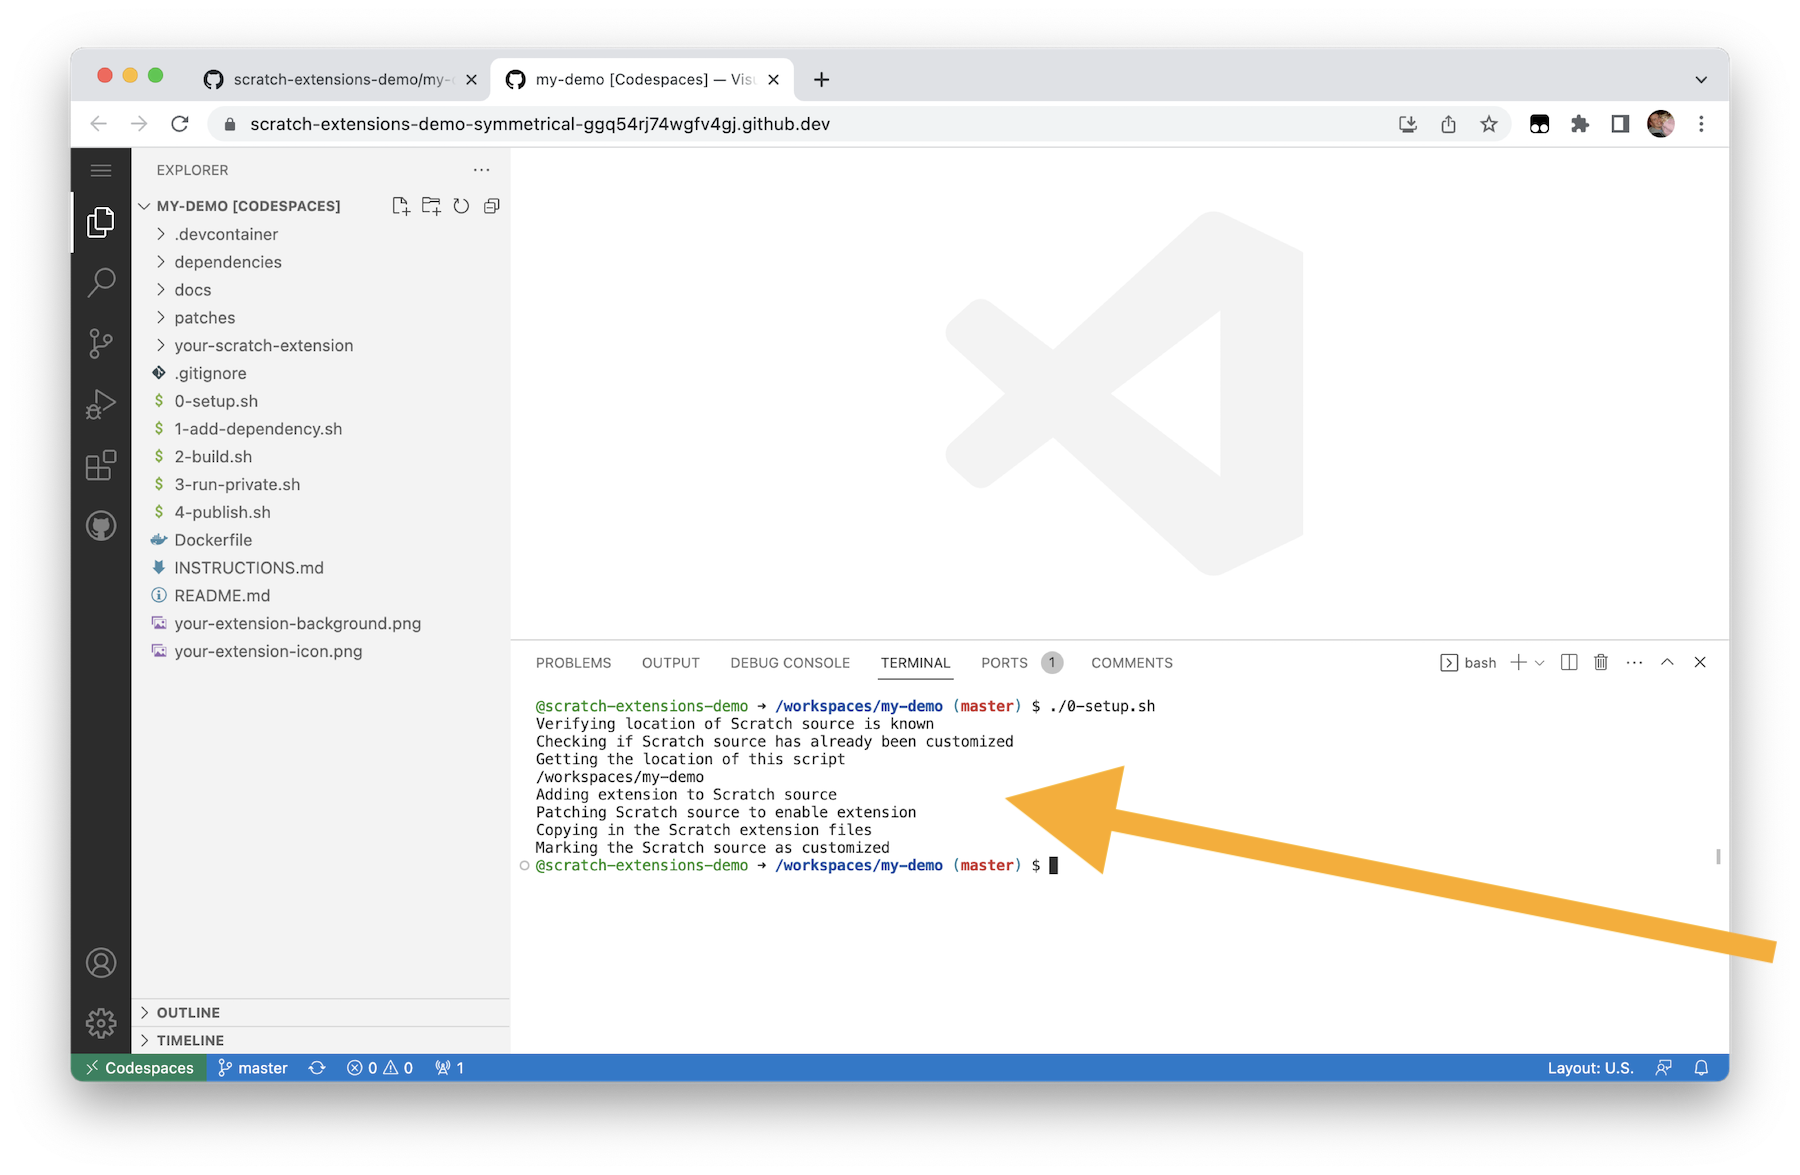 scratch-extensions-demo/my-
my-demo [Codespaces] — Visu
scratch-extensions-demo-symmetrical-ggq54rj74wgfv4gj.github.dev
EXPLORER
MY-DEMO [CODESPACES]
.devcontainer
dependencies
docs
patches
your-scratch-extension
.gitignore
$ 0-setup.sh
$ 1-add-dependency.sh
$ 2-build.sh
$ 3-run-private.sh
$ 4-publish.sh
Dockerfile
INSTRUCTIONS.md
README.md
your-extension-background.png
your-extension-icon.png
OUTLINE
TIMELINE
PROBLEMS OUTPUT DEBUG CONSOLE TERMINAL PORTS 1 COMMENTS bash
@scratch-extensions-demo ➜ /workspaces/my-demo (master) $ ./0-setup.sh
Verifying location of Scratch source is known
Checking if Scratch source has already been customized
Getting the location of this script
/workspaces/my-demo
Adding extension to Scratch source
Patching Scratch source to enable extension
Copying in the Scratch extension files
Marking the Scratch source as customized
@scratch-extensions-demo ➜ /workspaces/my-demo (master) $
Codespaces master 0 0 1 Layout: U.S.